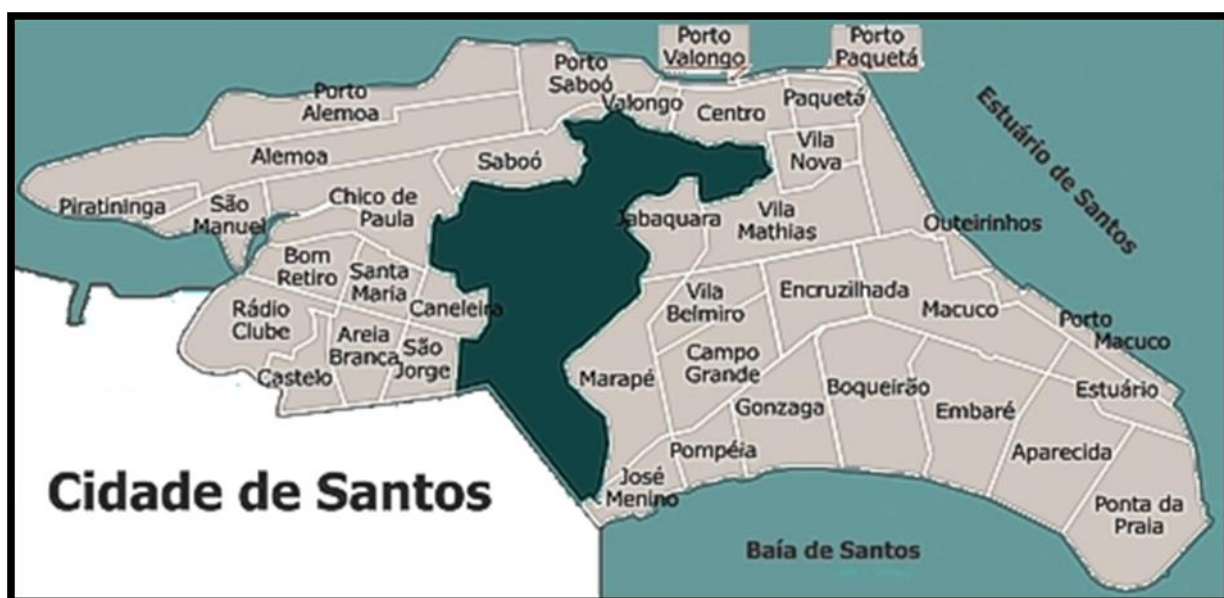 Porto
Valongo
Porto
Paquetá
Porto
Saboó
Porto
Alemoa
Valongo
Centro
Paquetá
Estuário de Santos
Alemoa
Saboó
Vila
Nova
Piratininga
São
Manuel
Chico de
Paula
Jabaquara
Vila
Mathias
Outeirinhos
Bom
Retiro
Santa
Maria
Caneleira
Rádio
Clube
Areia
Branca
São
Jorge
Castelo
Vila
Belmiro
Encruzilhada
Macuco
Porto
Macuco
Marapé
Campo
Grande
Gonzaga
Boqueirão
Embaré
Estuário
Aparecida
Pompéia
José
Menino
Ponta da
Praia
Cidade de Santos
Baía de Santos